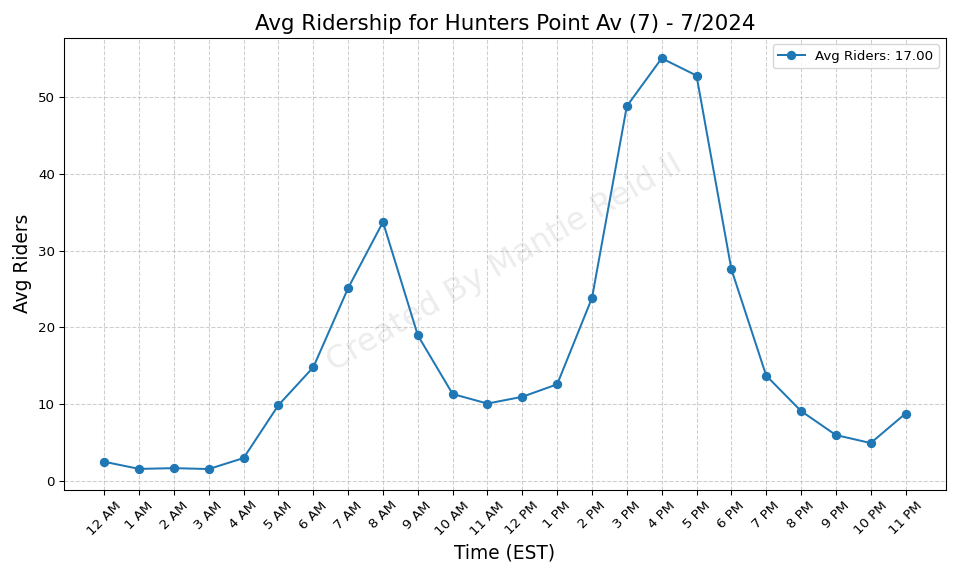 Avg Ridership for Hunters Point Av (7) - 7/2024
Avg Riders: 17.00
Avg Riders
50
40
30
20
10
0
Created By Mantle Reid II
12 AM
1 AM
2 AM
3 AM
4 AM
5 AM
6 AM
7 AM
8 AM
9 AM
10 AM
11 AM
12 PM
1 PM
2 PM
3 PM
4 PM
5 PM
6 PM
7 PM
8 PM
9 PM
10 PM
11 PM
Time (EST)